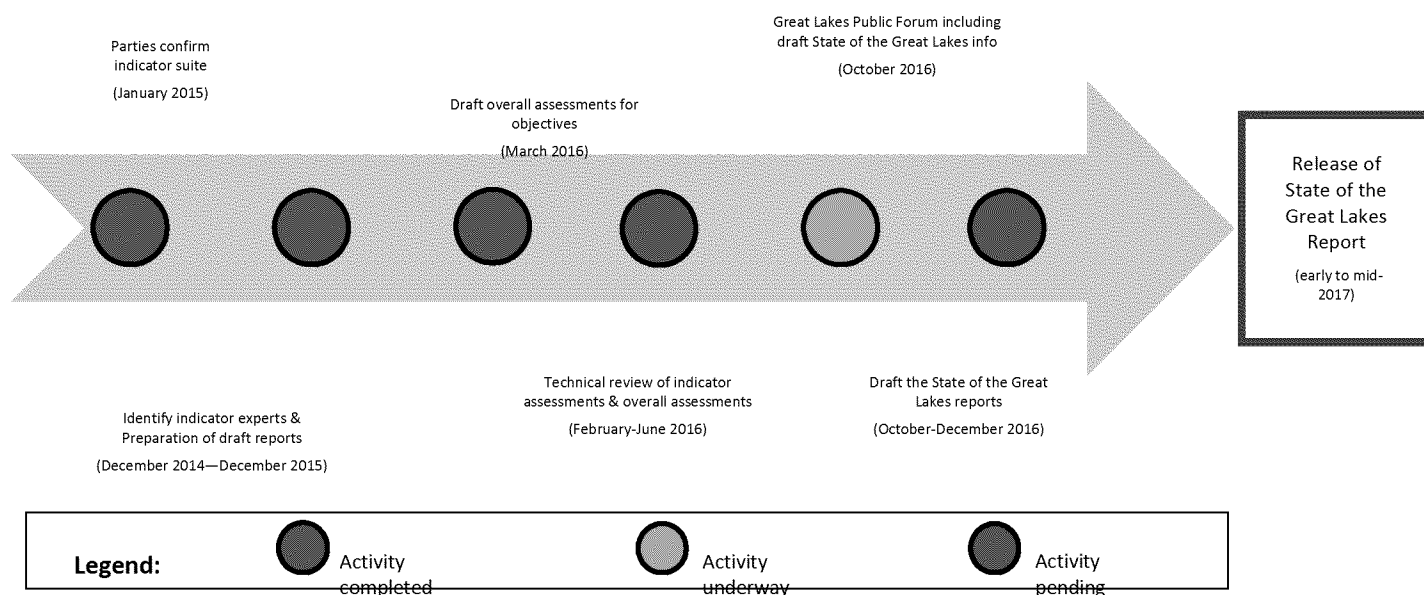 Great Lakes Public Forum including
draft State of the Great Lakes info
(October 2016)
Parties confirm
indicator suite
(January 2015)
Draft overall assessments for
objectives
(March 2016)
Release of
State of the
Great Lakes
Report
(early to mid-
2017)
Technical review of indicator
assessments & overall assessments
(February-June 2016)
Draft the State of the Great
Lakes reports
(October-December 2016)
Identify indicator experts &
Preparation of draft reports
(December 2014—December 2015)
Legend:
Activity
completed
Activity
underway
Activity
pending